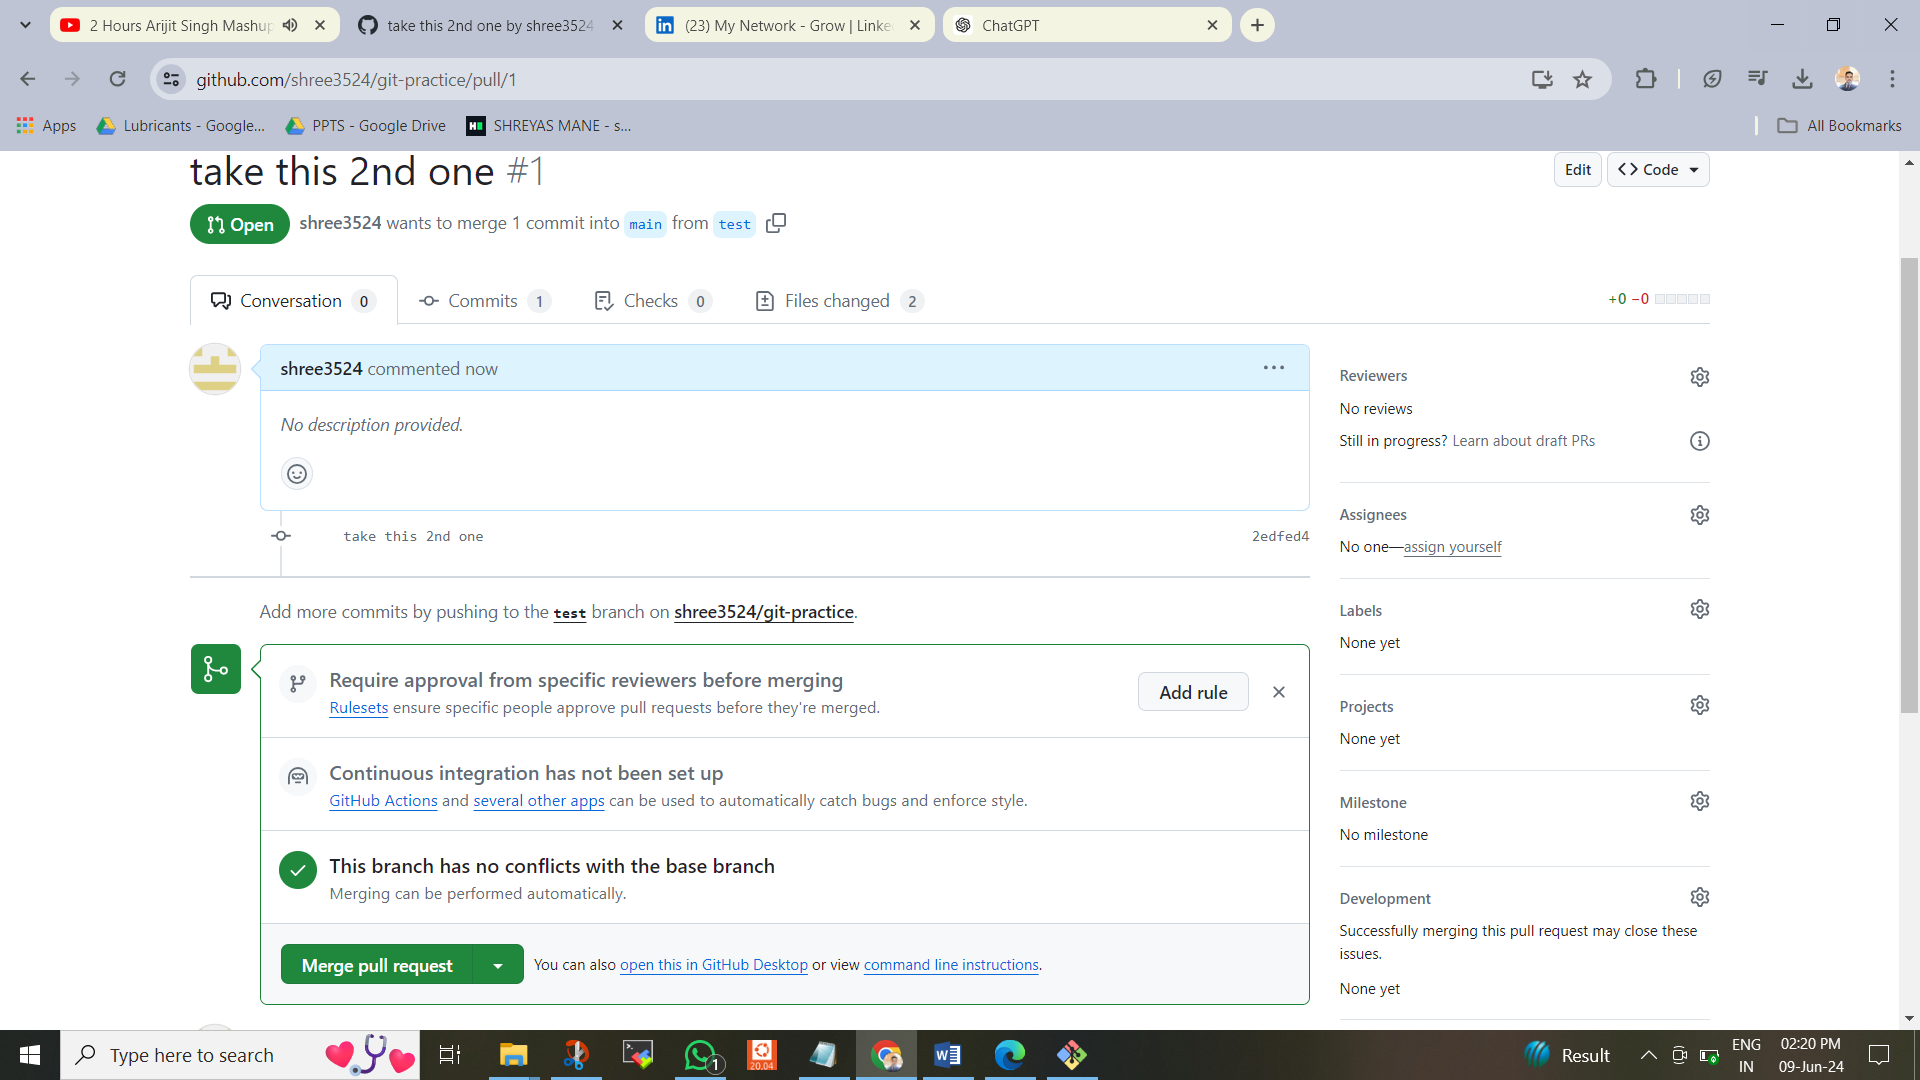 2 Hours Arijit Singh Mashup
take this 2nd one by shree3524
(23) My Network - Grow | Linke
ChatGPT
github.com/shree3524/git-practice/pull/1
Apps
Lubricants - Google...
PPTS - Google Drive
SHREYAS MANE - s...
All Bookmarks
take this 2nd one #1
Edit
Code
Open
shree3524 wants to merge 1 commit into main from test
Conversation 0
Commits 1
Checks 0
Files changed 2
+0 −0
shree3524 commented now
No description provided.
take this 2nd one
2edfed4
Add more commits by pushing to the test branch on shree3524/git-practice.
Require approval from specific reviewers before merging
Rulesets ensure specific people approve pull requests before they're merged.
Add rule
Continuous integration has not been set up
GitHub Actions and several other apps can be used to automatically catch bugs and enforce style.
This branch has no conflicts with the base branch
Merging can be performed automatically.
Merge pull request
You can also open this in GitHub Desktop or view command line instructions.
Reviewers
No reviews
Still in progress? Learn about draft PRs
Assignees
No one—assign yourself
Labels
None yet
Projects
None yet
Milestone
No milestone
Development
Successfully merging this pull request may close these
issues.
None yet
Type here to search
1
20.04
Result
ENG
IN
02:20 PM
09-Jun-24